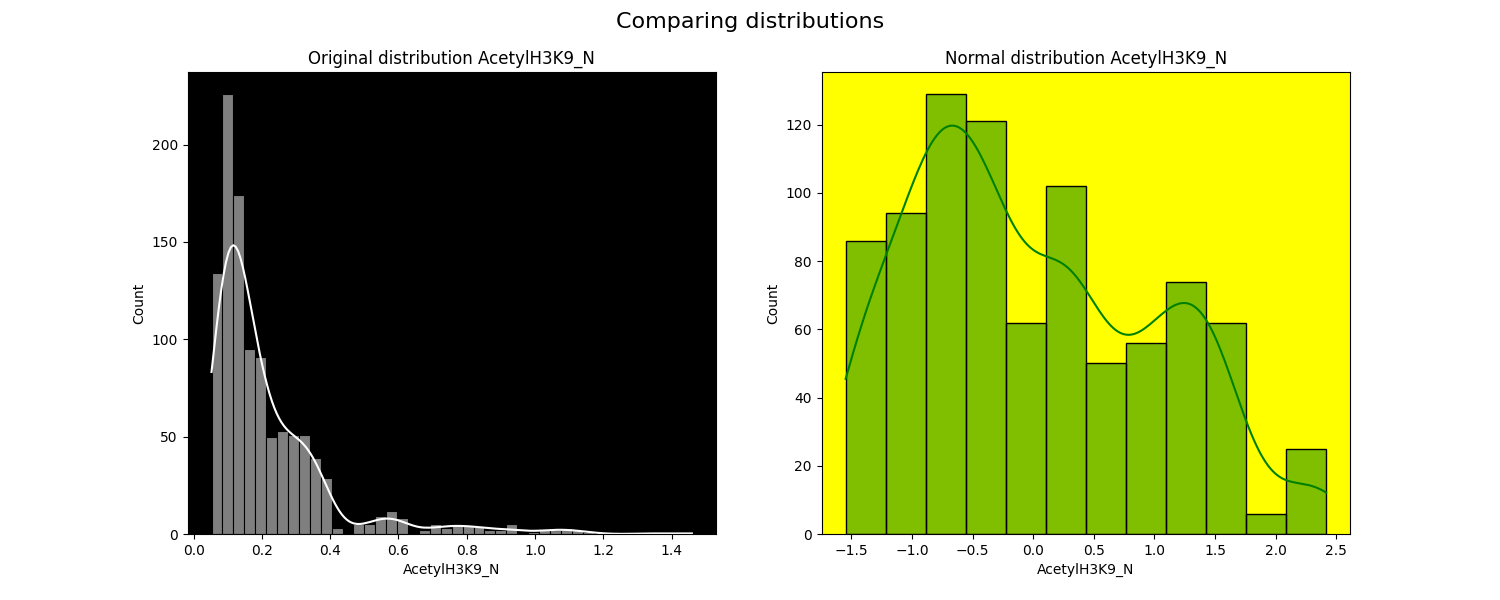 Comparing distributions
Original distribution AcetylH3K9_N
Count
200
150
100
50
0
0.0 0.2 0.4 0.6 0.8 1.0 1.2 1.4
AcetylH3K9_N
Normal distribution AcetylH3K9_N
Count
120
100
80
60
40
20
0
−1.5 −1.0 −0.5 0.0 0.5 1.0 1.5 2.0 2.5
AcetylH3K9_N